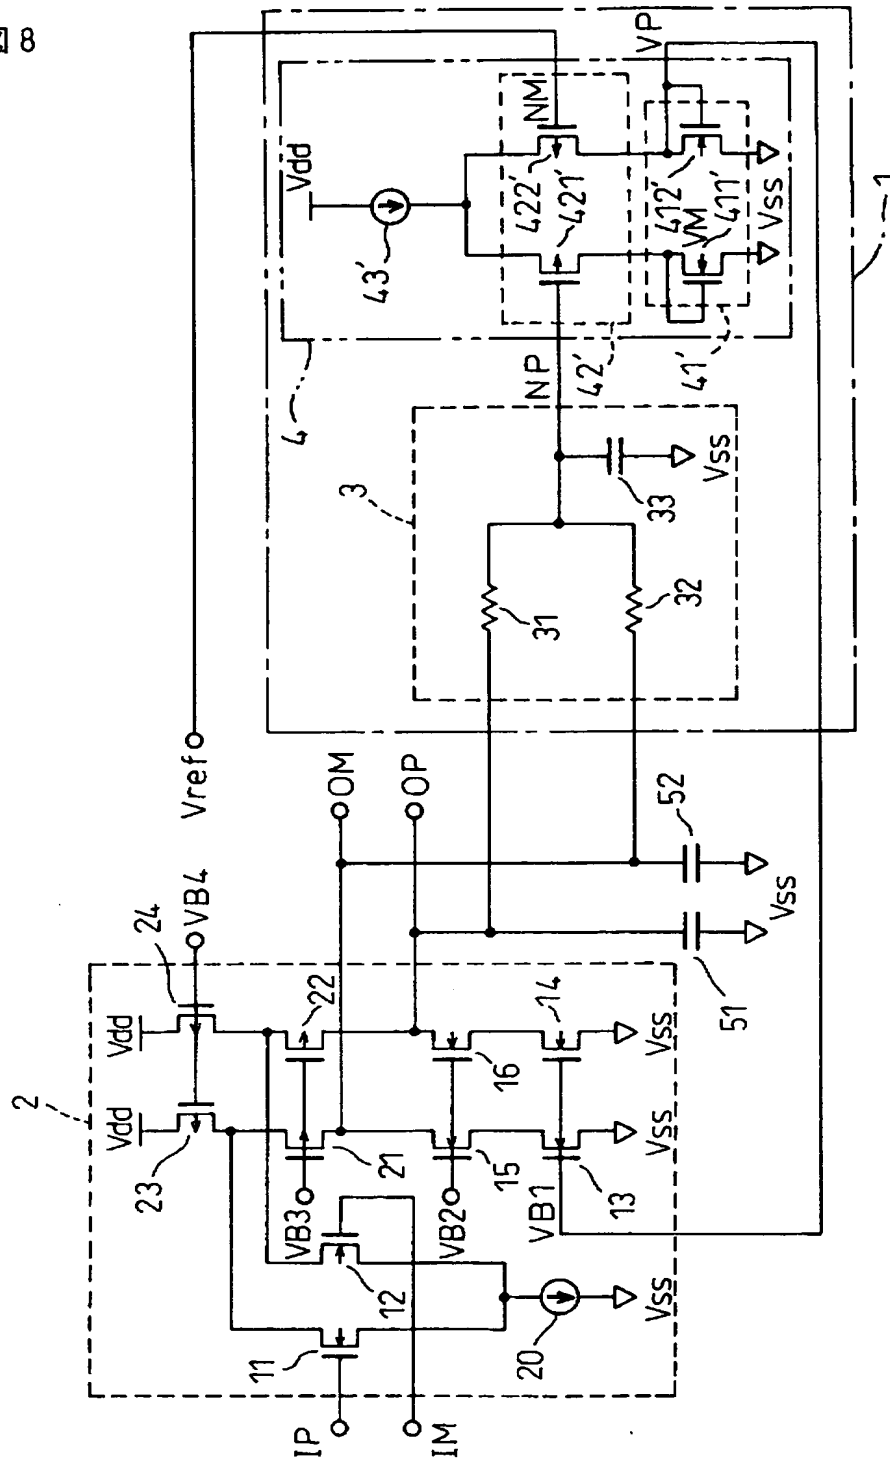 図 8
2
Vdd
Vdd
23
24
VB4
Vref
VB3
21
22
OM
OP
IP
IM
11
12
VB2
15
16
VB1
13
14
20
Vss
Vss
Vss
51
52
Vss
3
31
32
33
Vss
NP
4
Vdd
43′
NM
422′
421′
42′
VP
412′
VM
411′
41′
Vss
1